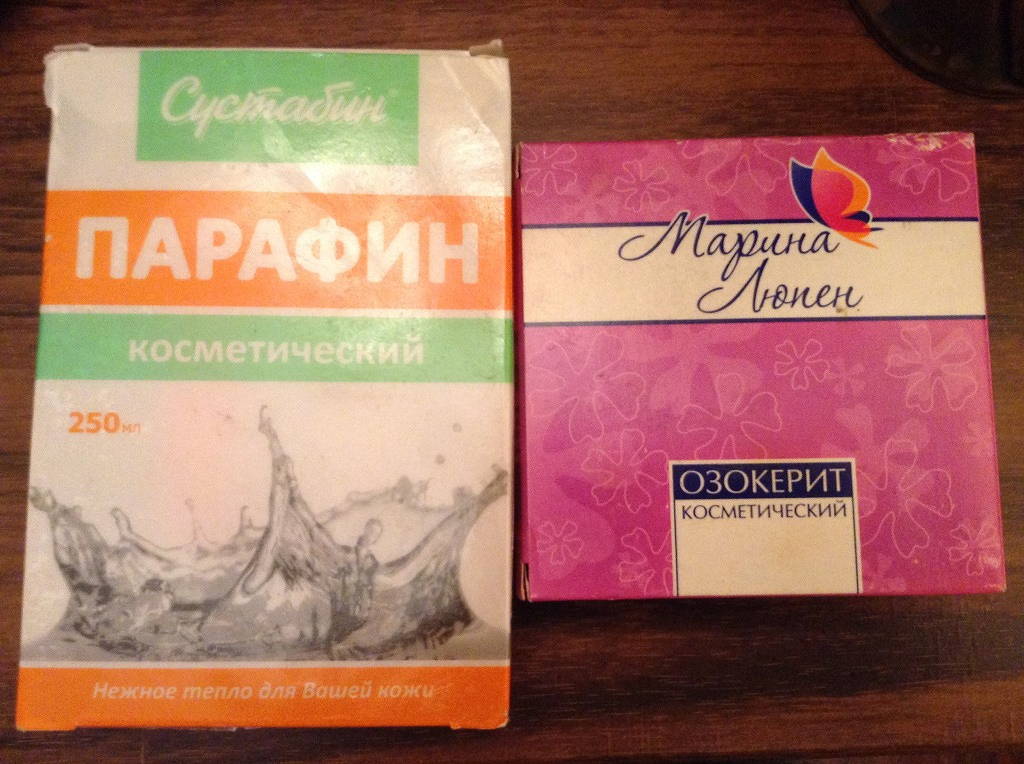 Сустабин®
ПАРАФИН
косметический
250мл
Нежное тепло для Вашей кожи
Марина
Люпен
ОЗОКЕРИТ
КОСМЕТИЧЕСКИЙ